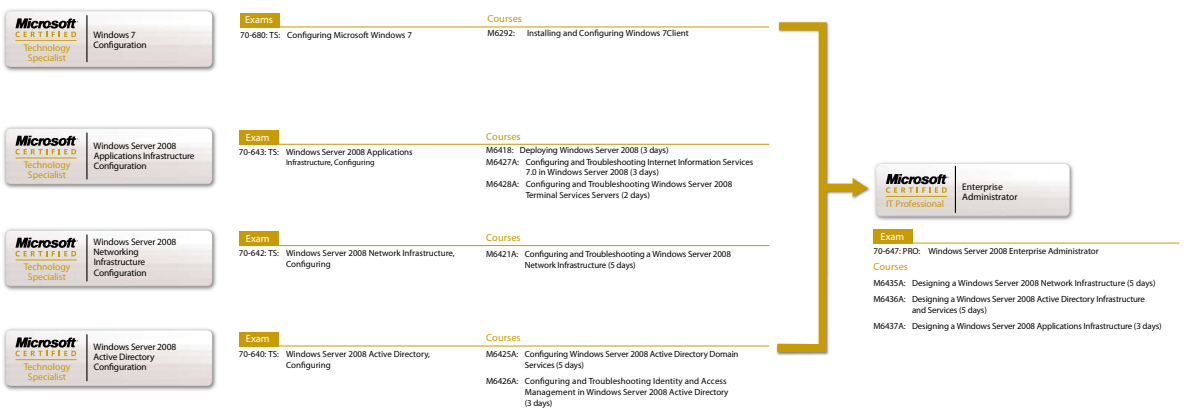 Microsoft
CERTIFIED
Technology
Specialist
Windows 7
Configuration
Exams
70-680: TS: Configuring Microsoft Windows 7
Courses
M6292: Installing and Configuring Windows 7Client
Microsoft
CERTIFIED
Technology
Specialist
Windows Server 2008
Applications Infrastructure
Configuration
Exam
70-643: TS: Windows Server 2008 Applications
Infrastructure, Configuring
Courses
M6418: Deploying Windows Server 2008 (3 days)
M6427A: Configuring and Troubleshooting Internet Information Services
7.0 in Windows Server 2008 (3 days)
M6428A: Configuring and Troubleshooting Windows Server 2008
Terminal Services Servers (2 days)
Microsoft
CERTIFIED
Technology
Specialist
Windows Server 2008
Networking
Infrastructure
Configuration
Exam
70-642: TS: Windows Server 2008 Network Infrastructure,
Configuring
Courses
M6421A: Configuring and Troubleshooting a Windows Server 2008
Network Infrastructure (5 days)
Microsoft
CERTIFIED
Technology
Specialist
Windows Server 2008
Active Directory
Configuration
Exam
70-640: TS: Windows Server 2008 Active Directory,
Configuring
Courses
M6425A: Configuring Windows Server 2008 Active Directory Domain
Services (5 days)
M6426A: Configuring and Troubleshooting Identity and Access
Management in Windows Server 2008 Active Directory
(3 days)
Microsoft
CERTIFIED
IT Professional
Enterprise
Administrator
Exam
70-647: PRO: Windows Server 2008 Enterprise Administrator
Courses
M6435A: Designing a Windows Server 2008 Network Infrastructure (5 days)
M6436A: Designing a Windows Server 2008 Active Directory Infrastructure
and Services (5 days)
M6437A: Designing a Windows Server 2008 Applications Infrastructure (3 days)